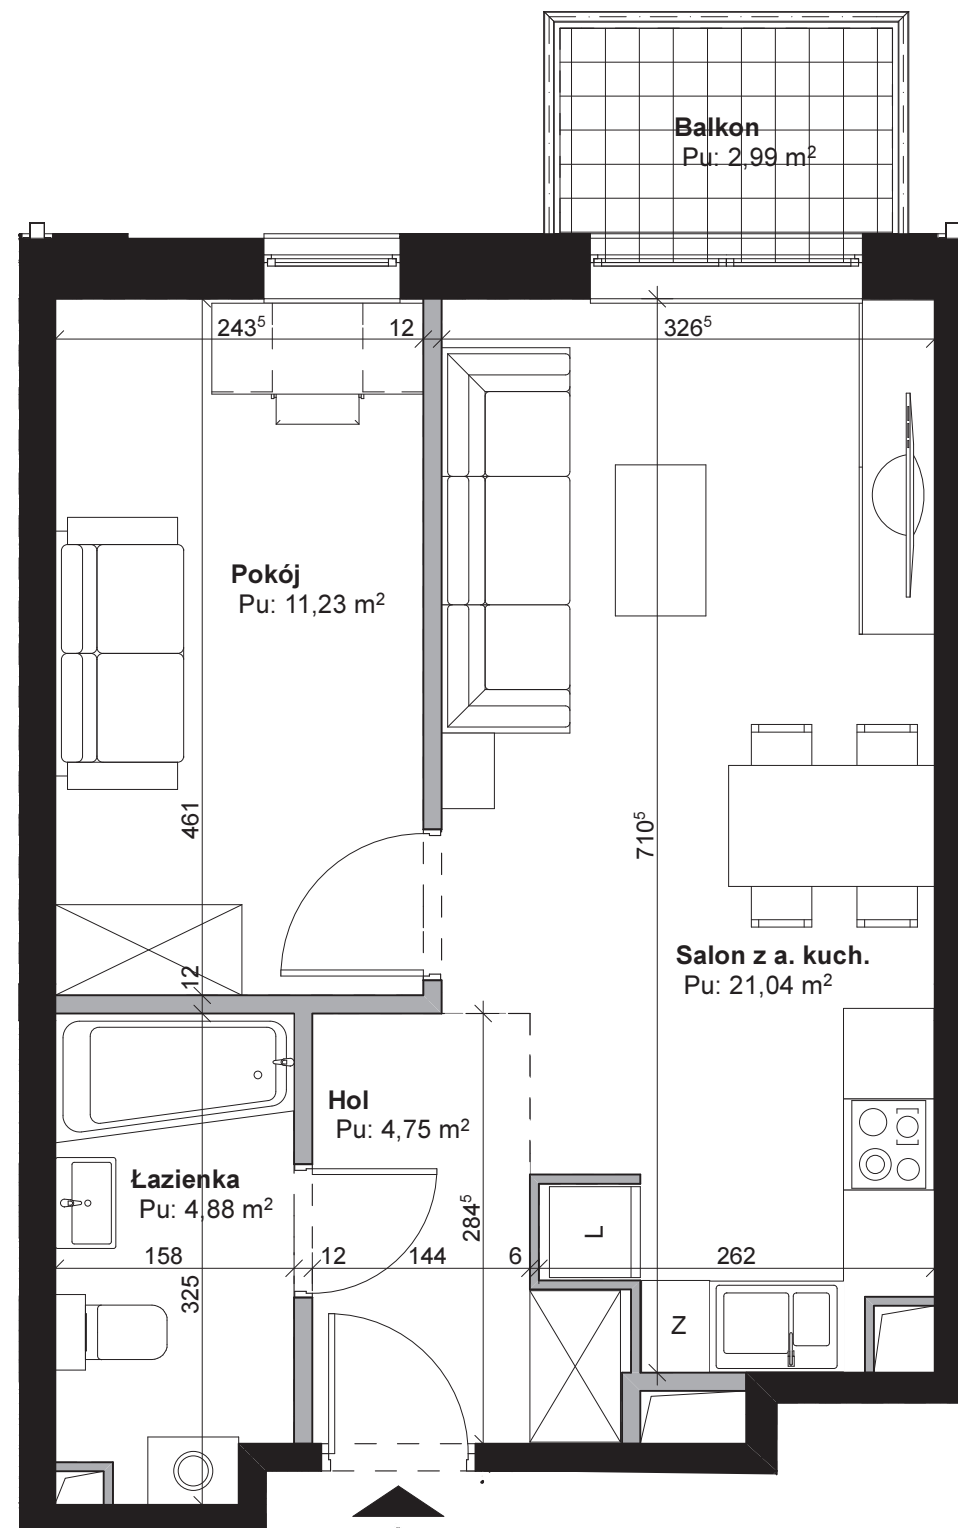 Balkon
Pu: 2,99 m²
243⁵
12
326⁵
Pokój
Pu: 11,23 m²
461
710⁵
Salon z a. kuch.
Pu: 21,04 m²
12
Hol
Pu: 4,75 m²
Łazienka
Pu: 4,88 m²
284⁵
L
158
12
144
6
262
325
Z